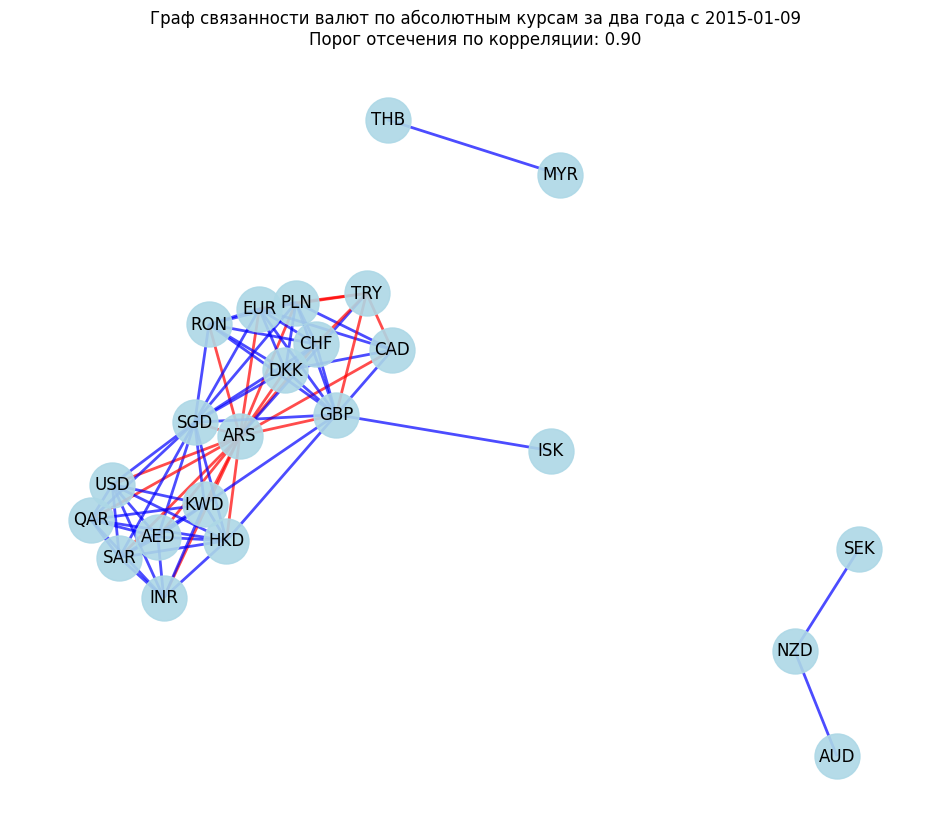 Граф связанности валют по абсолютным курсам за два года с 2015-01-09
Порог отсечения по корреляции: 0.90
THB
MYR
TRY
PLN
EUR
RON
CHF
CAD
DKK
GBP
SGD
ARS
ISK
USD
KWD
QAR
AED
HKD
SAR
SEK
INR
NZD
AUD